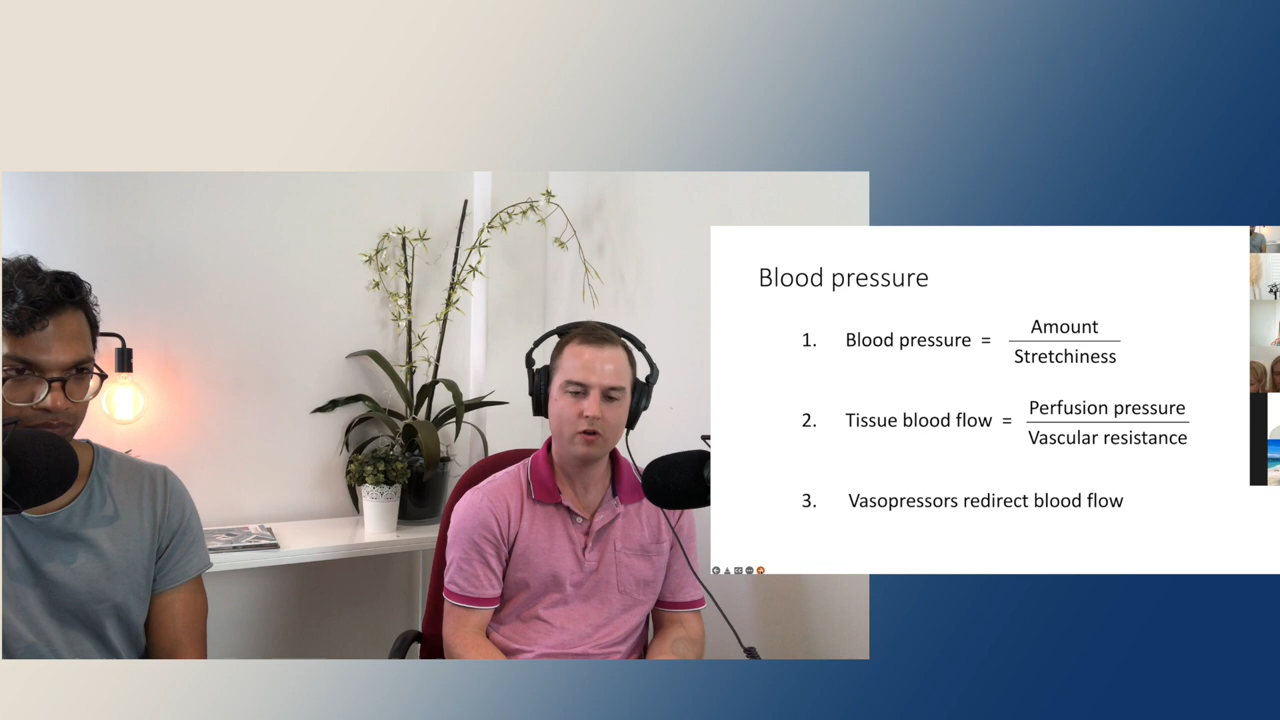 Blood pressure
1. Blood pressure = Amount
Stretchiness
2. Tissue blood flow = Perfusion pressure
Vascular resistance
3. Vasopressors redirect blood flow